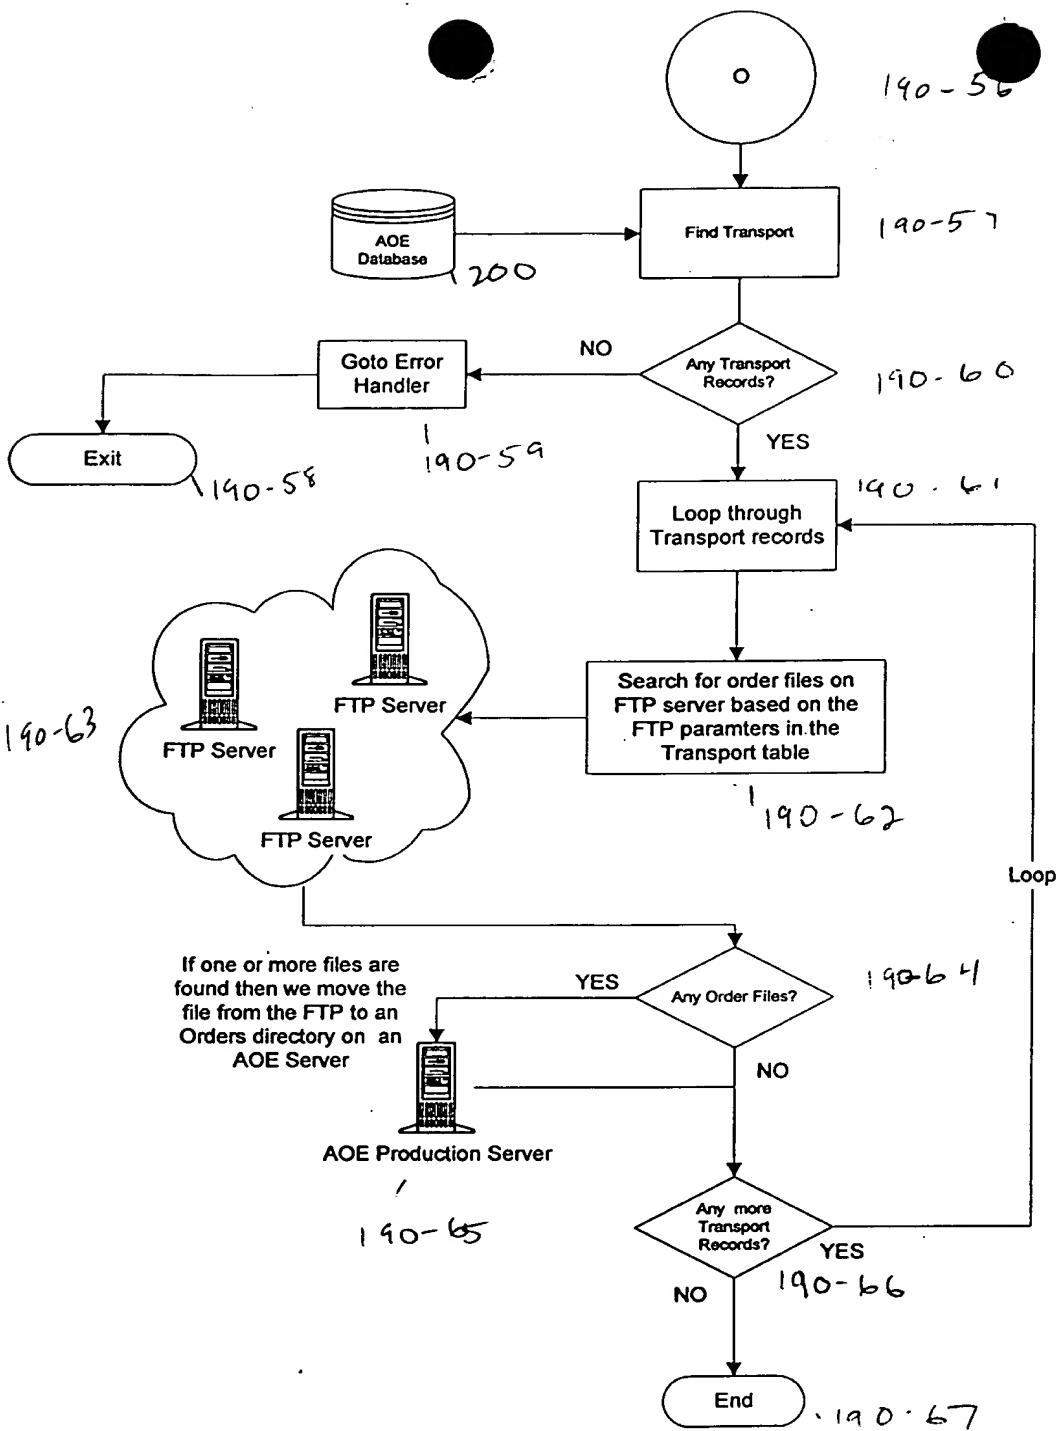 190-56
Find Transport
190-57
AOE
Database
200
NO
Any Transport
Records?
190-60
Goto Error
Handler
190-59
YES
Exit
190-58
190-61
Loop through
Transport records
FTP Server
FTP Server
FTP Server
190-63
Search for order files on
FTP server based on the
FTP paramters in the
Transport table
190-62
Loop
If one or more files are
found then we move the
file from the FTP to an
Orders directory on an
AOE Server
YES
Any Order Files?
190-64
NO
AOE Production Server
190-65
Any more
Transport
Records?
YES
190-66
NO
End
190-67